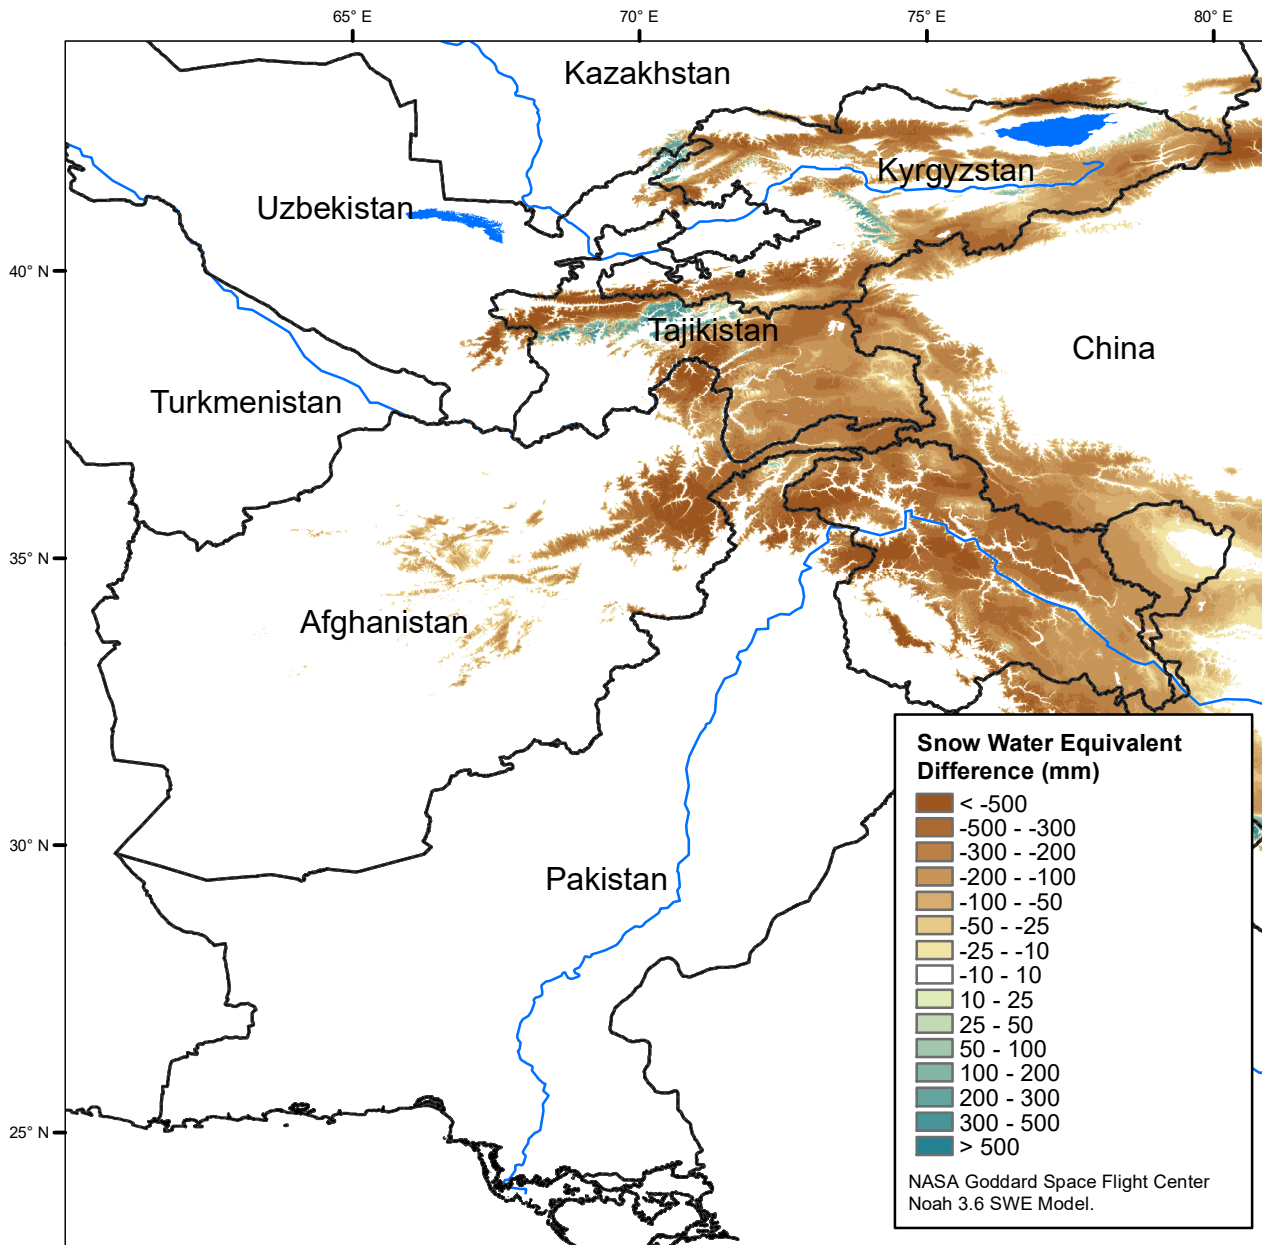 65° E
70° E
75° E
80° E
Kazakhstan
Kyrgyzstan
Uzbekistan
40° N
Tajikistan
China
Turkmenistan
35° N
Afghanistan
Snow Water Equivalent
Difference (mm)
< -500
-500 - -300
-300 - -200
-200 - -100
-100 - -50
-50 - -25
-25 - -10
-10 - 10
10 - 25
25 - 50
50 - 100
100 - 200
200 - 300
300 - 500
> 500
NASA Goddard Space Flight Center
Noah 3.6 SWE Model.
30° N
Pakistan
25° N